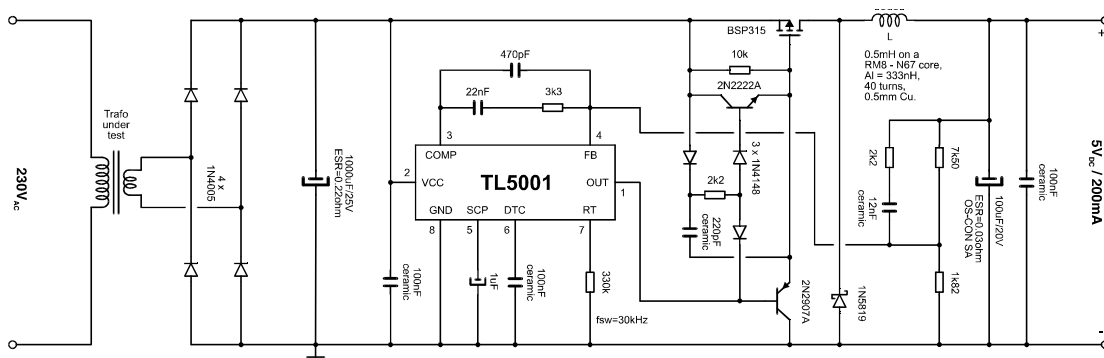 230V AC
Trafo
under
test
4 x
1N4005
1000uF/25V
ESR=0.22ohm
100nF
ceramic
470pF
22nF
3k3
3
4
COMP
FB
2
VCC
TL5001
OUT
1
GND
SCP
DTC
RT
8
5
6
7
1uF
100nF
ceramic
330k
fsw=30kHz
BSP315
10k
2N2222A
3 x 1N4148
2k2
220pF
ceramic
2N2907A
1N5819
L
0.5mH on a
RM8 - N67 core,
Al = 333nH,
40 turns,
0.5mm Cu.
2k2
12nF
ceramic
7k50
1k82
100uF/20V
ESR=0.03ohm
OS-CON SA
100nF
ceramic
+
5V DC / 200mA
-